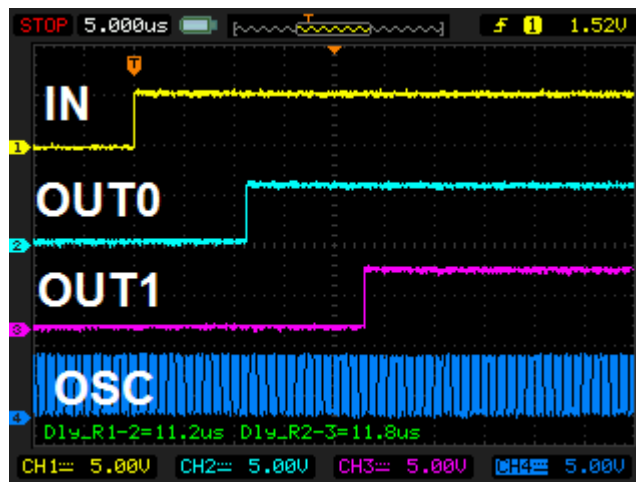 STOP 5.000us T ƒ 1 1.52V
T
IN
1
OUT0
2
OUT1
3
OSC
4
Dly_R1-2=11.2us Dly_R2-3=11.8us
CH1 5.00V CH2 5.00V CH3 5.00V CH4 5.00V